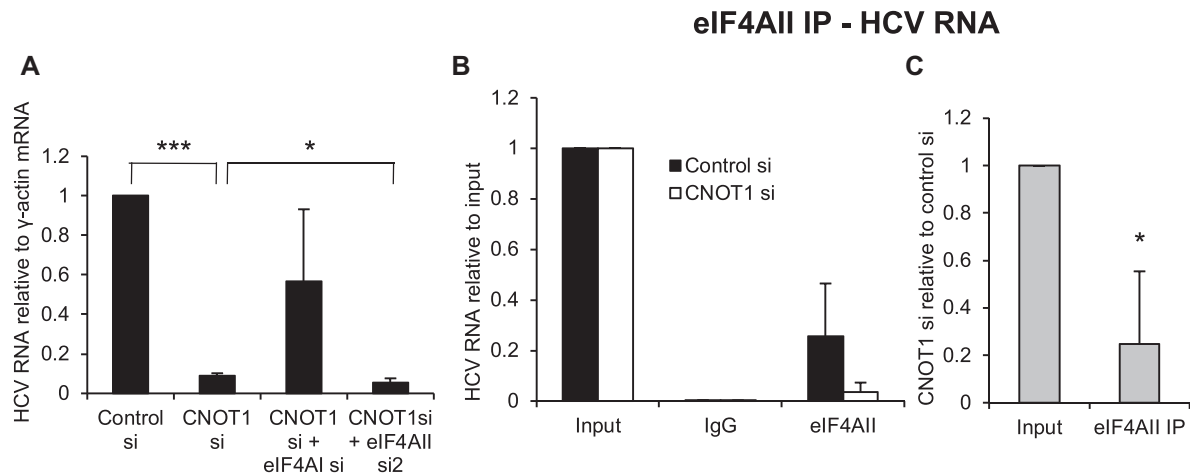 eIF4AII IP - HCV RNA
A
HCV RNA relative to γ-actin mRNA
1.2
1
0.8
0.6
0.4
0.2
0
***
*
Control
si
CNOT1
si
CNOT1
si +
eIF4AI si
CNOT1si
+ eIF4AII
si2
B
HCV RNA relative to input
1.2
1
0.8
0.6
0.4
0.2
0
Control si
CNOT1 si
Input
IgG
eIF4AII
C
CNOT1 si relative to control si
1.2
1
0.8
0.6
0.4
0.2
0
*
Input
eIF4AII IP